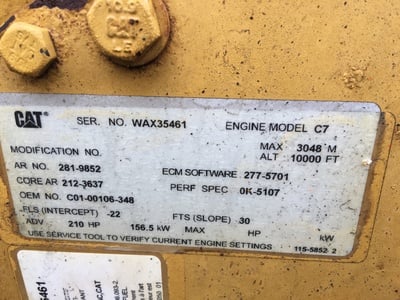 CAT SER. NO. WAX35461 ENGINE MODEL C7
MODIFICATION NO. MAX 3048 M
ALT 10000 FT
AR NO. 281-9852 ECM SOFTWARE 277-5701
CORE AR 212-3637 PERF SPEC 0K-5107
OEM NO. C01-00106-348
FLS (INTERCEPT) -22 FTS (SLOPE) 30
ADV 210 HP 156.5 kW MAX HP kW
USE SERVICE TOOL TO VERIFY CURRENT ENGINE SETTINGS 115-5852 2
35461